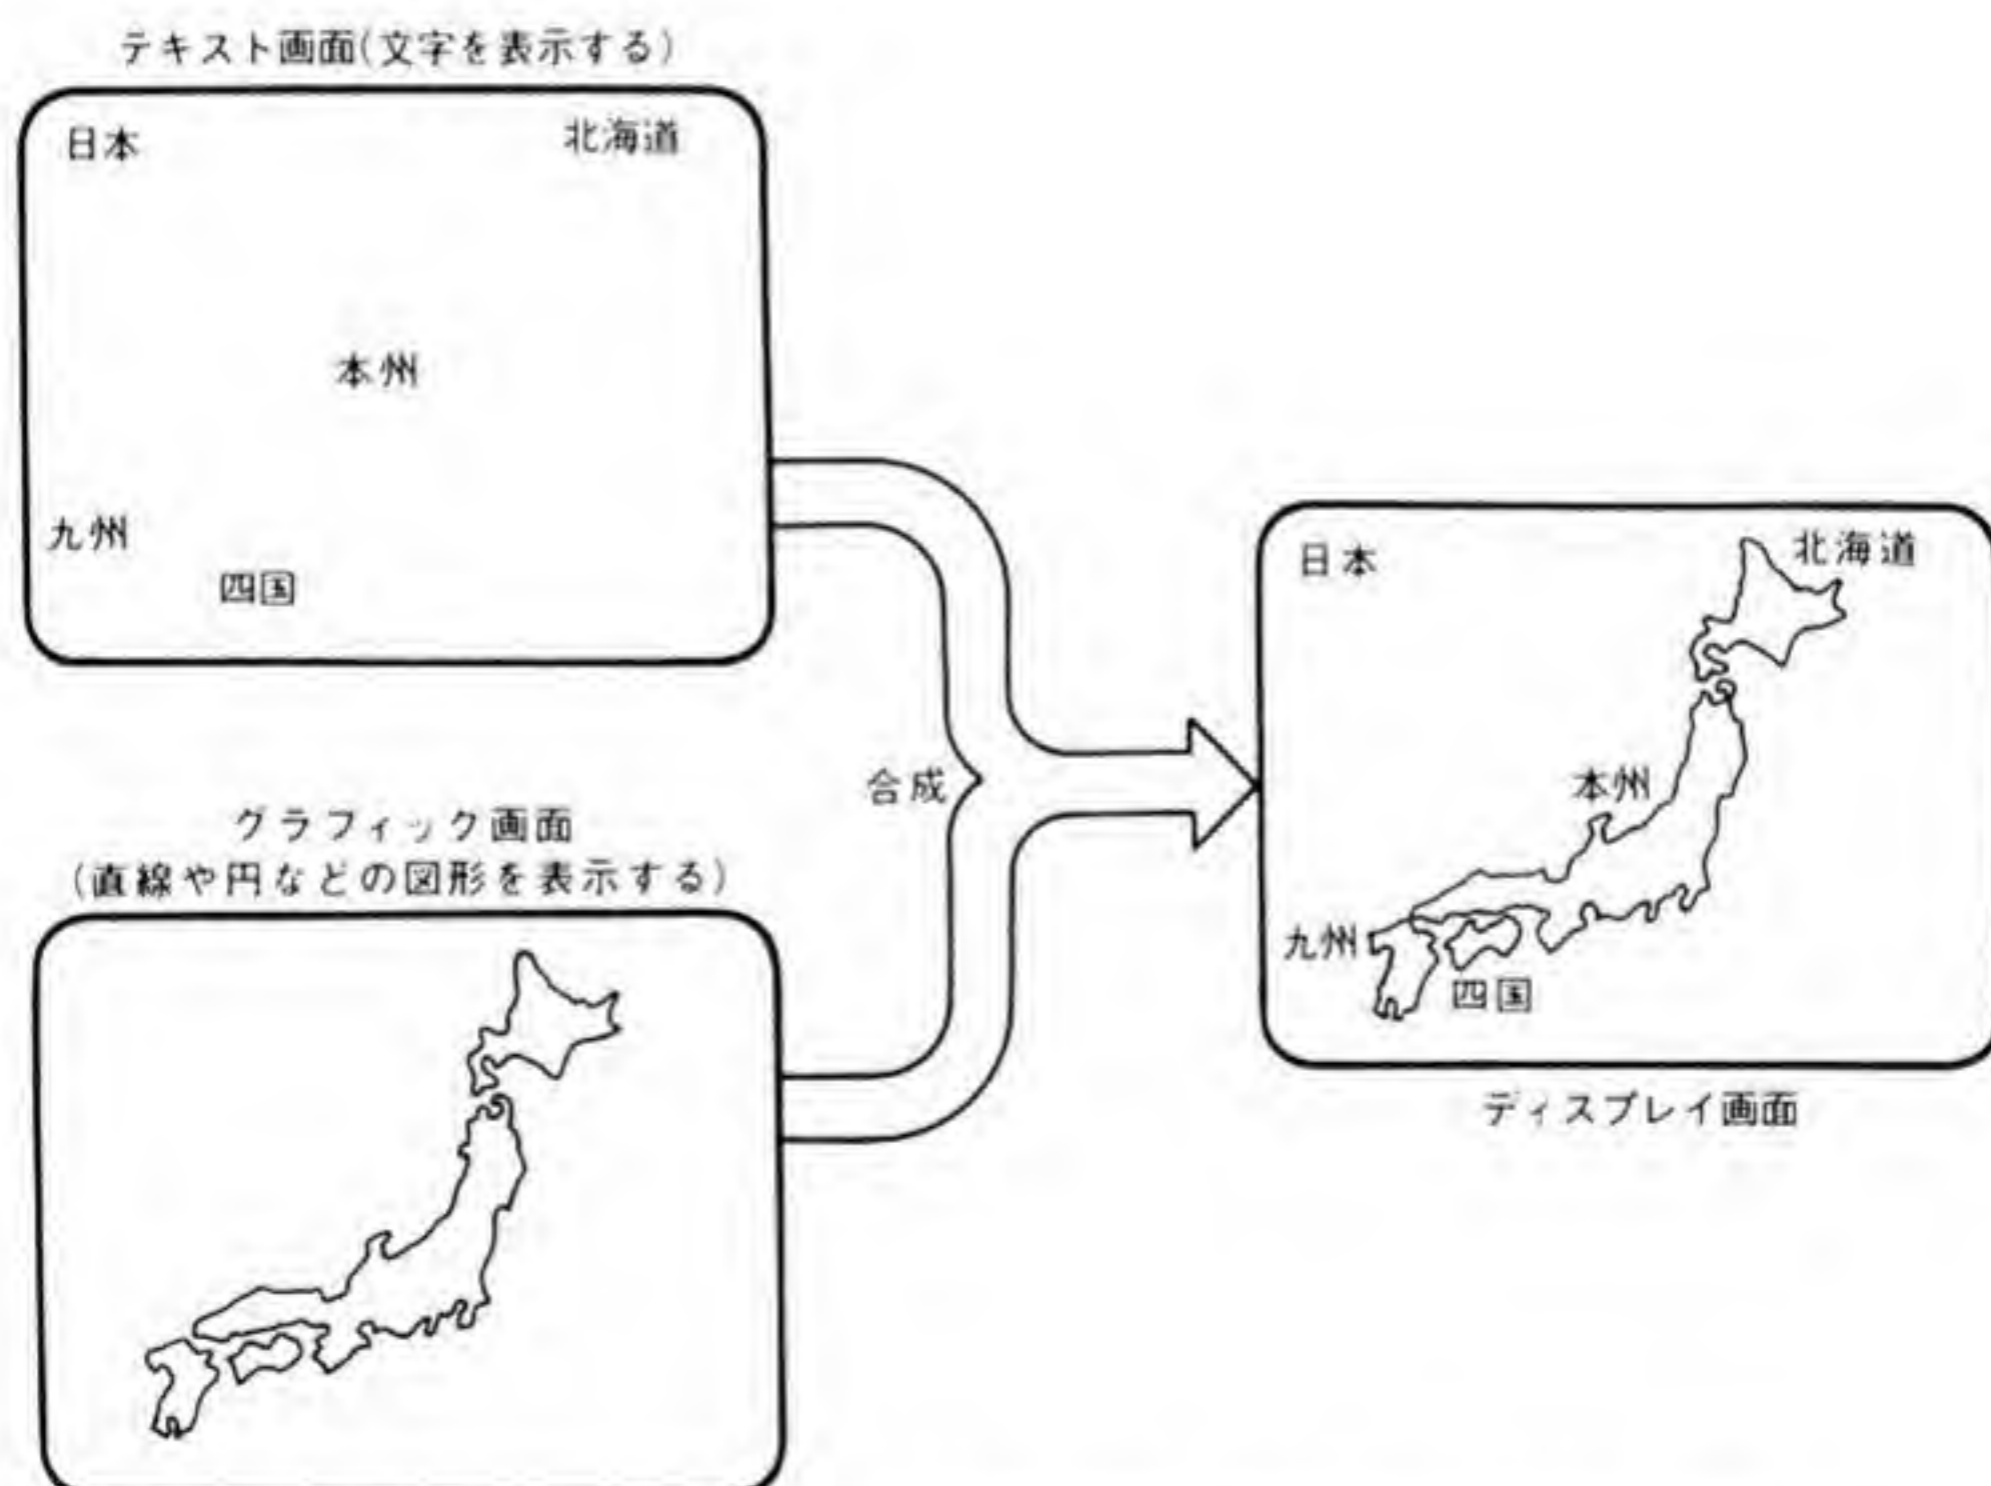 テキスト画面(文字を表示する)
日本
北海道
本州
九州
四国
合成
グラフィック画面
(直線や円などの図形を表示する)
日本
北海道
本州
九州
四国
ディスプレイ画面